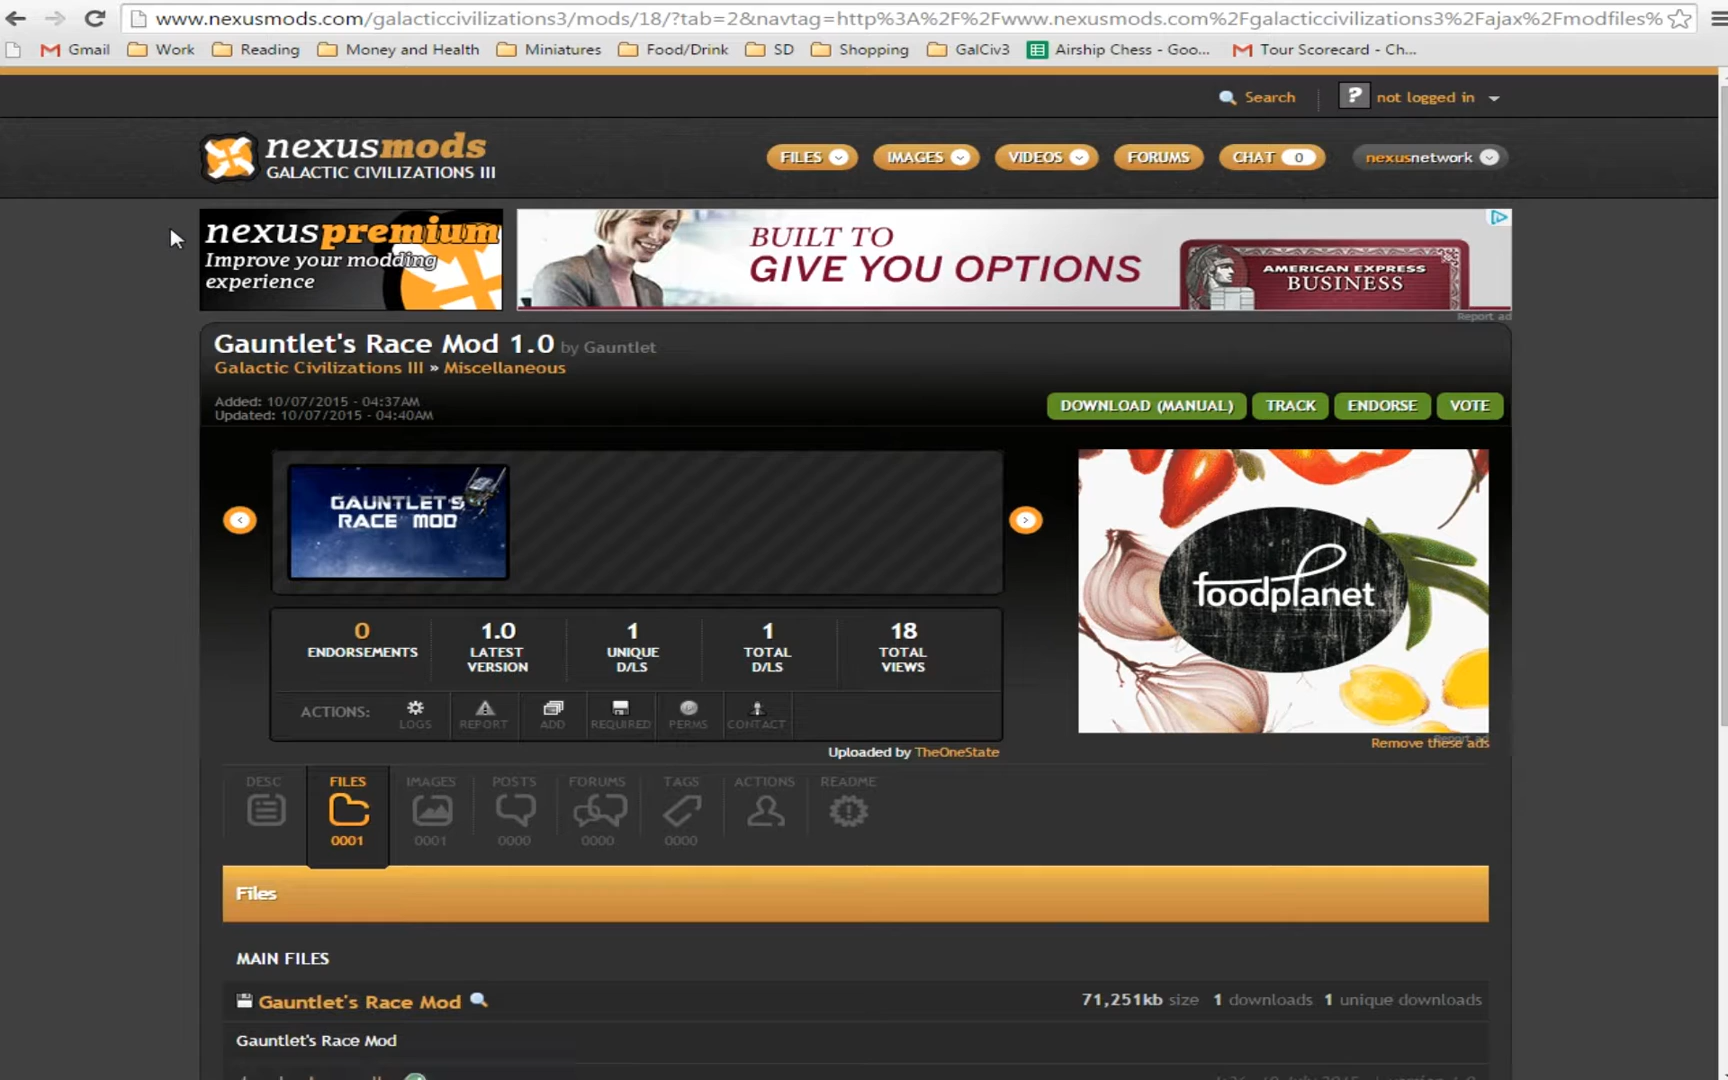 www.nexusmods.com/galacticcivilizations3/mods/18/?tab=2&navtag=http%3A%2F%2Fwww.nexusmods.com%2Fgalacticcivilizations3%2Fajax%2Fmodfiles%
Gmail Work Reading Money and Health Miniatures Food/Drink SD Shopping GalCiv3 Airship Chess - Goo... Tour Scorecard - Ch...
Search ? not logged in
nexusmods
GALACTIC CIVILIZATIONS III
FILES IMAGES VIDEOS FORUMS CHAT 0 nexusnetwork
nexuspremium
Improve your modding
experience
BUILT TO
GIVE YOU OPTIONS
AMERICAN EXPRESS
BUSINESS
Report ad
Gauntlet's Race Mod 1.0 by Gauntlet
Galactic Civilizations III » Miscellaneous
Added: 10/07/2015 - 04:37AM
Updated: 10/07/2015 - 04:40AM
DOWNLOAD (MANUAL) TRACK ENDORSE VOTE
GAUNTLET'S
RACE MOD
foodplanet
0 1.0 1 1 18
ENDORSEMENTS LATEST VERSION UNIQUE D/LS TOTAL D/LS TOTAL VIEWS
ACTIONS: LOGS REPORT ADD REQUIRED PERMS CONTACT
Report ad
Remove these ads
Uploaded by TheOneState
DESC FILES IMAGES POSTS FORUMS TAGS ACTIONS README
0001 0001 0000 0000 0000
Files
MAIN FILES
Gauntlet's Race Mod 71,251kb size 1 downloads 1 unique downloads
Gauntlet's Race Mod